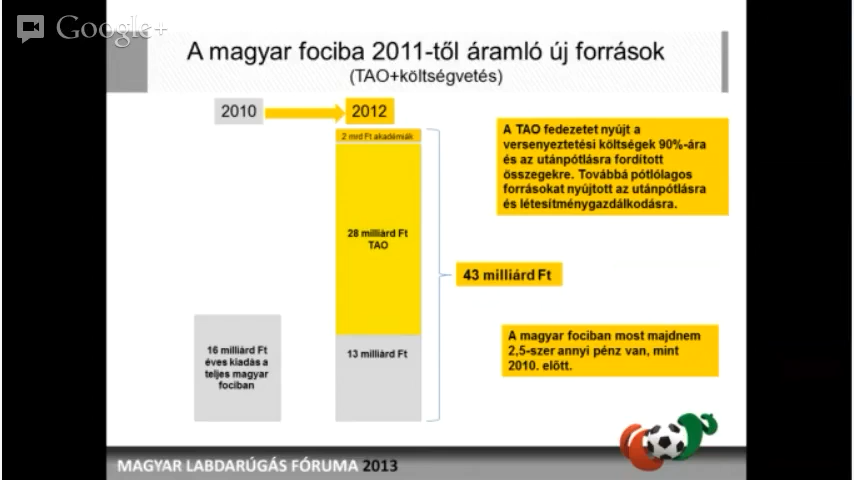 Google+
A magyar fociba 2011-től áramló új források
(TAO+költségvetés)
2010
2012
2 mrd Ft akadémiák
28 milliárd Ft
TAO
13 milliárd Ft
16 milliárd Ft
éves kiadás a
teljes magyar
fociban
43 milliárd Ft
A TAO fedezetet nyújt a
versenyeztetési költségek 90%-ára
és az utánpótlásra fordított
összegekre. Továbbá pótlólagos
forrásokat nyújtott az utánpótlásra
és létesítménygazdálkodásra.
A magyar fociban most majdnem
2,5-szer annyi pénz van, mint
2010. előtt.
MAGYAR LABDARÚGÁS FÓRUMA 2013